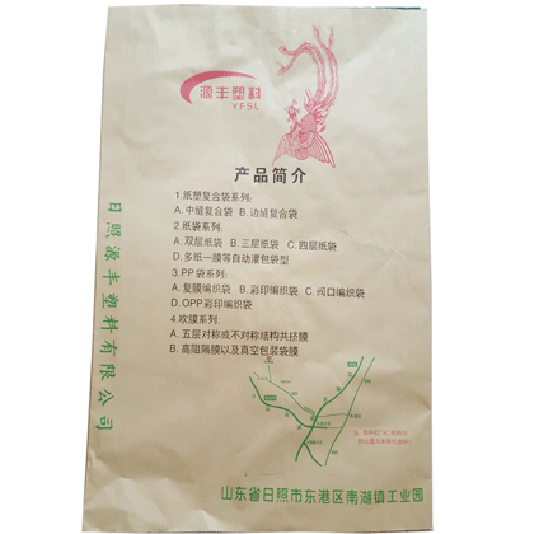 源丰塑料
YFSL
产品简介
1.纸塑复合袋系列:
A.中缝复合袋 B.边缝复合袋
2.纸袋系列:
A.双层纸袋 B.三层纸袋 C.四层纸袋
D.多纸一膜等自动灌包袋型
3.PP袋系列:
A.复膜编织袋 B.彩印编织袋 C.阀口编织袋
D.OPP彩印编织袋
4.吹膜系列:
A.五层对称或不对称结构共挤膜
B.高阻隔膜以及真空包装袋膜
日照源丰塑料有限公司
山东省日照市东港区南湖镇工业园